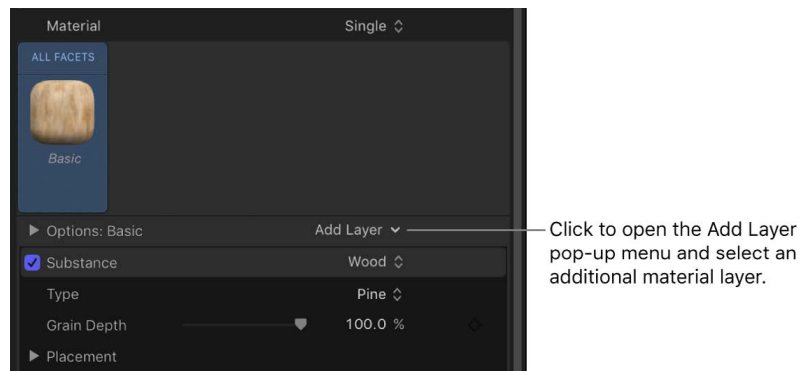 Material Single
ALL FACETS
Basic
Options: Basic Add Layer
Click to open the Add Layer
pop-up menu and select an
additional material layer.
Substance Wood
Type Pine
Grain Depth 100.0 %
Placement